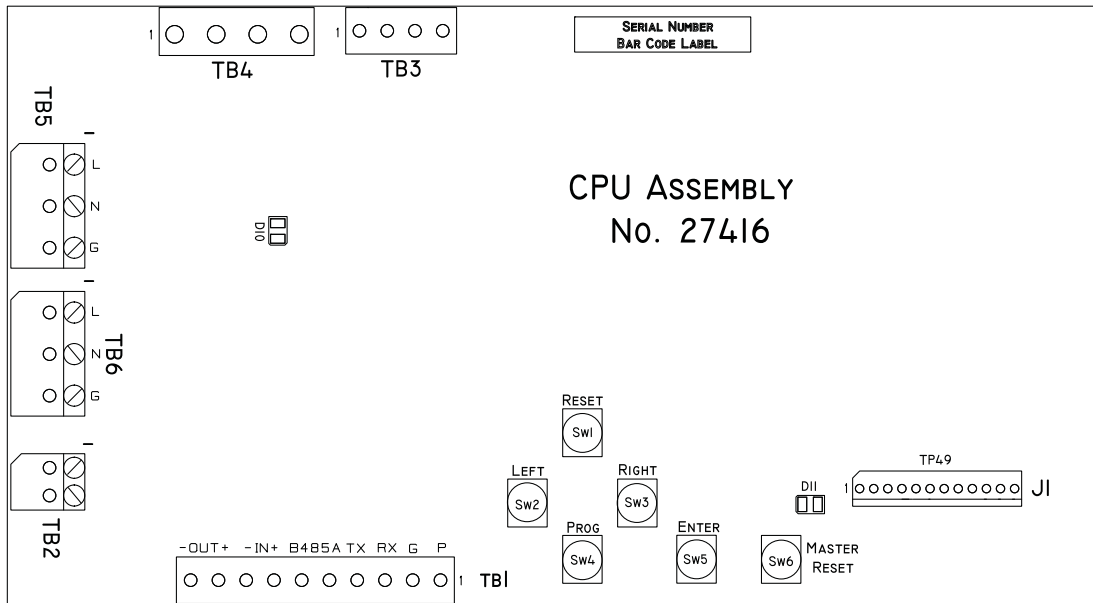 SERIAL NUMBER
BAR CODE LABEL
1
TB4
1
TB3
TB5
L
N
G
CPU ASSEMBLY
No. 27416
D10
L
N
G
TB6
RESET
SW1
LEFT
SW2
RIGHT
SW3
PROG
SW4
ENTER
SW5
SW6
MASTER
RESET
D11
TP49
1
J1
TB2
-OUT+ -IN+ B485A TX RX G P
1
TB1